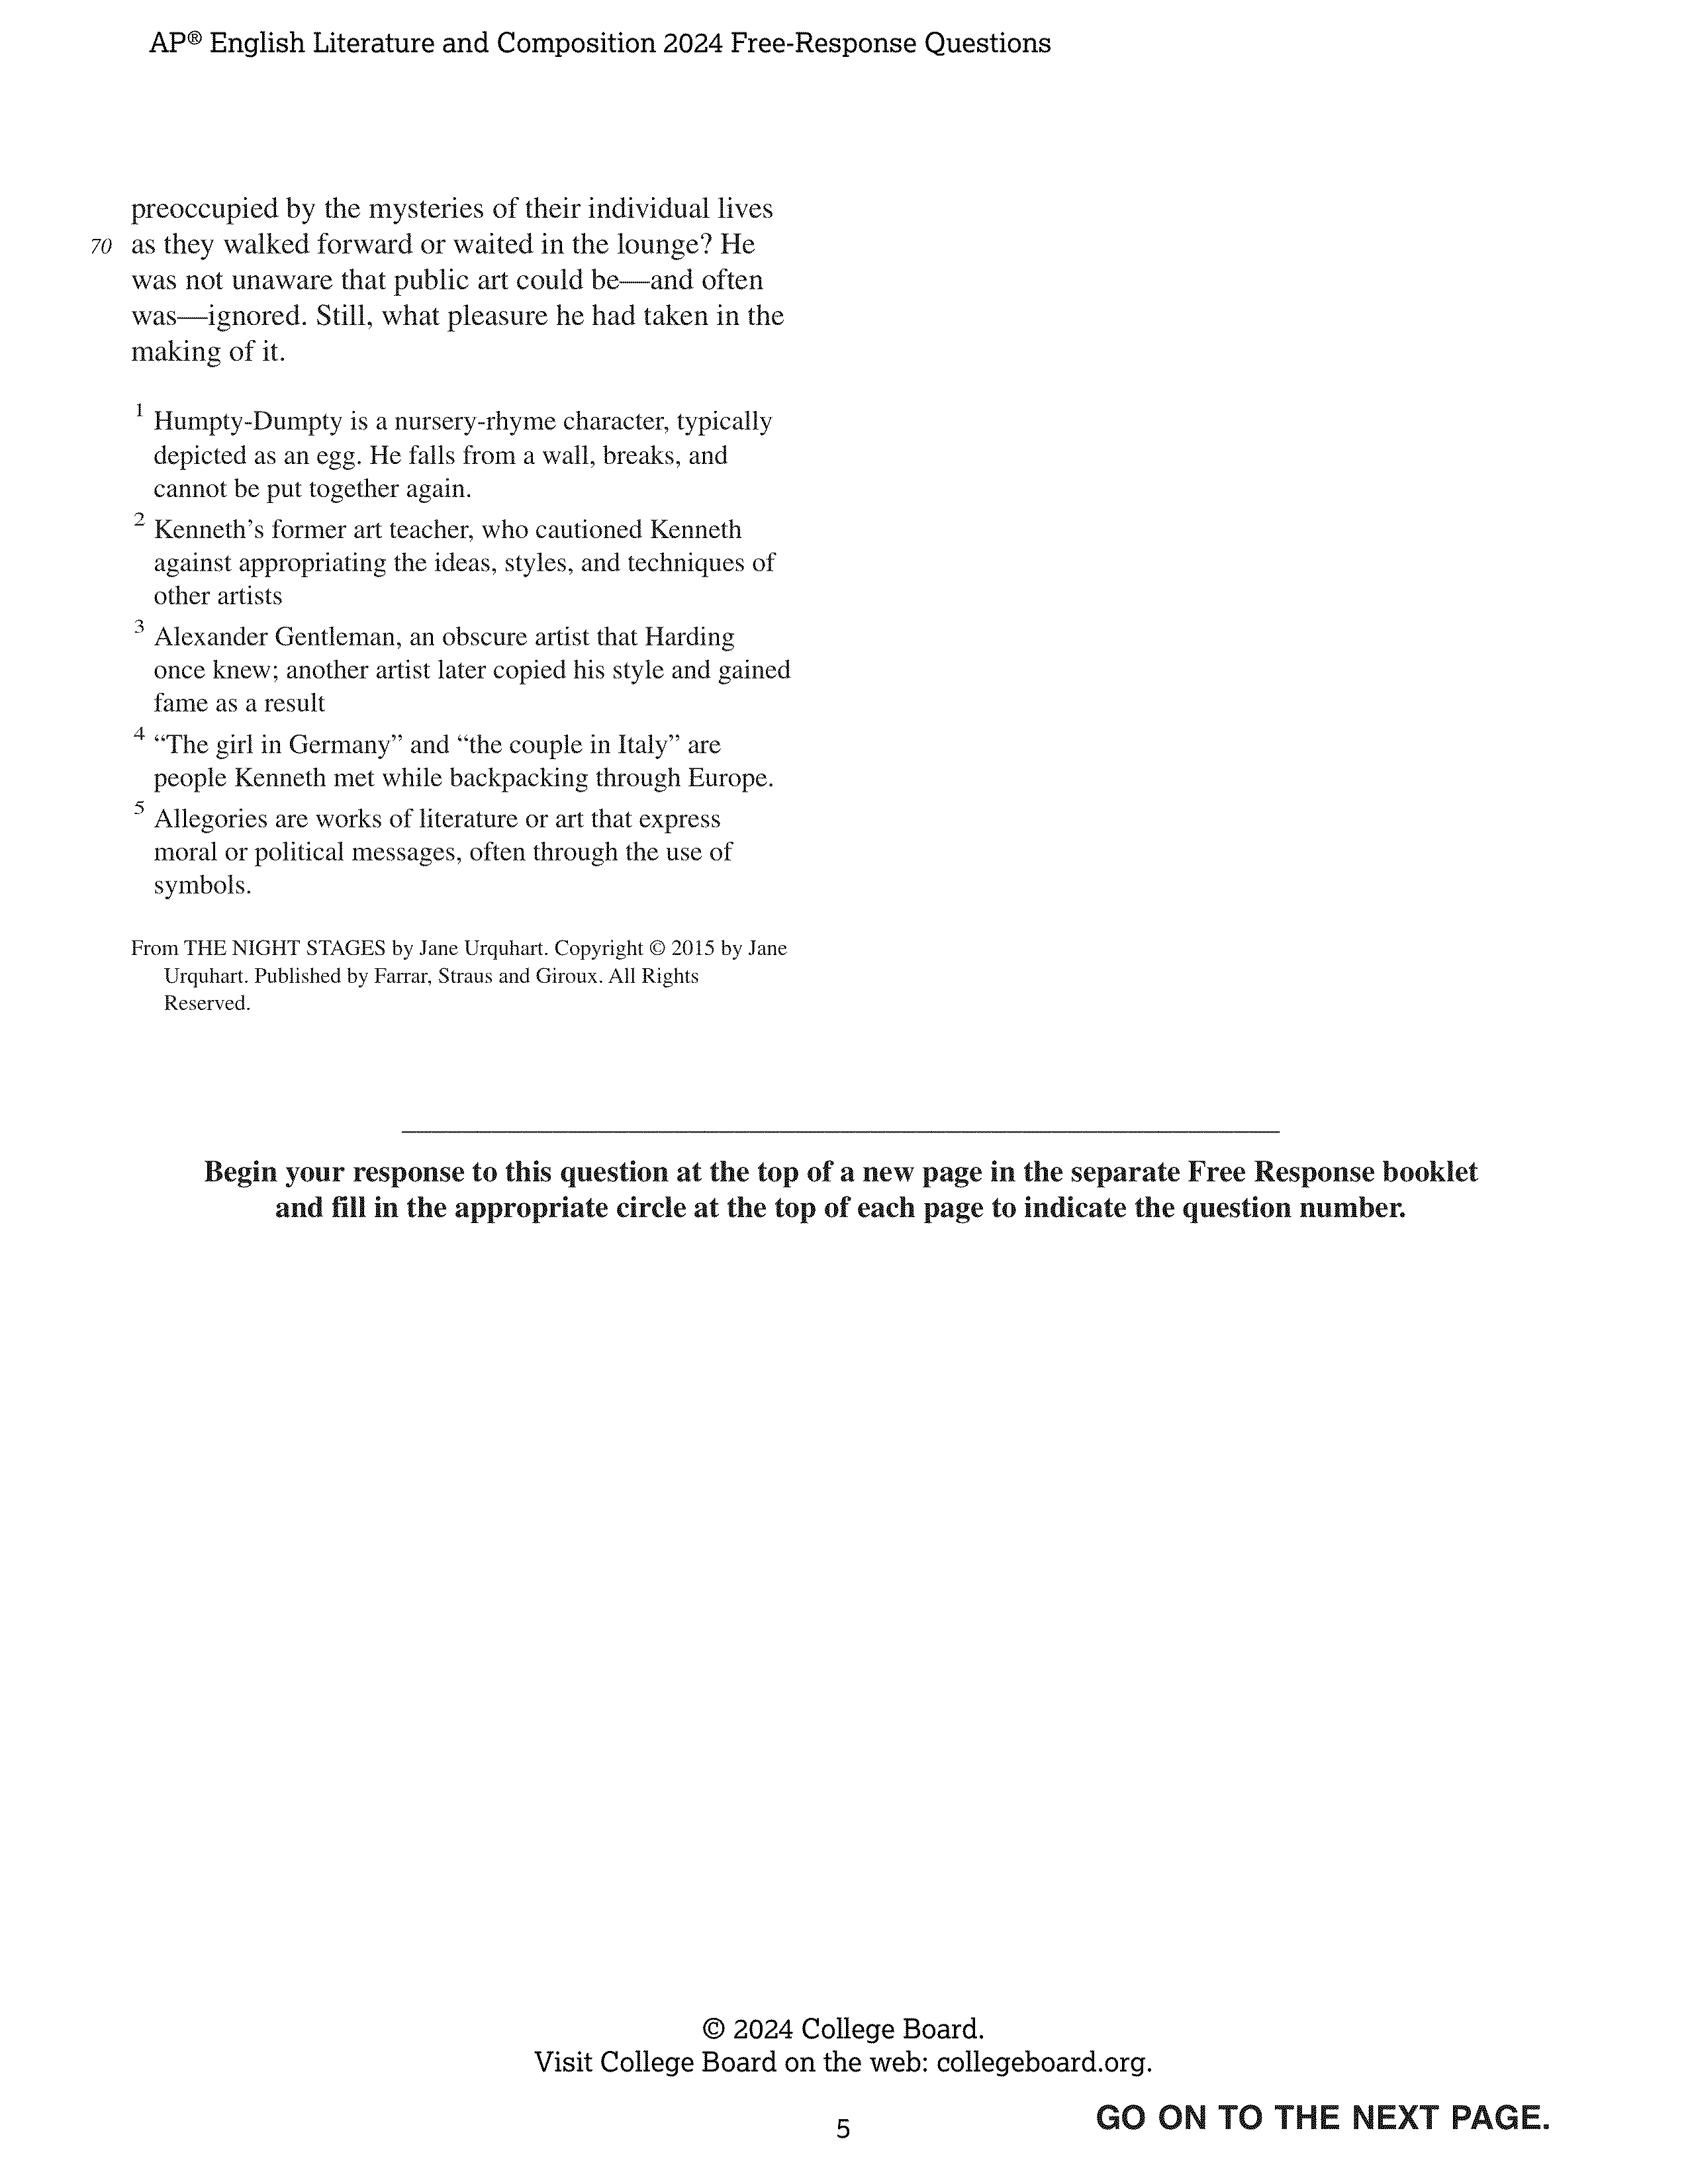 AP® English Literature and Composition 2024 Free-Response Questions
preoccupied by the mysteries of their individual lives
70 as they walked forward or waited in the lounge? He
was not unaware that public art could be—and often
was—ignored. Still, what pleasure he had taken in the
making of it.
1 Humpty-Dumpty is a nursery-rhyme character, typically
depicted as an egg. He falls from a wall, breaks, and
cannot be put together again.
2 Kenneth’s former art teacher, who cautioned Kenneth
against appropriating the ideas, styles, and techniques of
other artists
3 Alexander Gentleman, an obscure artist that Harding
once knew; another artist later copied his style and gained
fame as a result
4 “The girl in Germany” and “the couple in Italy” are
people Kenneth met while backpacking through Europe.
5 Allegories are works of literature or art that express
moral or political messages, often through the use of
symbols.
From THE NIGHT STAGES by Jane Urquhart. Copyright © 2015 by Jane
Urquhart. Published by Farrar, Straus and Giroux. All Rights
Reserved.
Begin your response to this question at the top of a new page in the separate Free Response booklet
and fill in the appropriate circle at the top of each page to indicate the question number.
© 2024 College Board.
Visit College Board on the web: collegeboard.org.
5
GO ON TO THE NEXT PAGE.